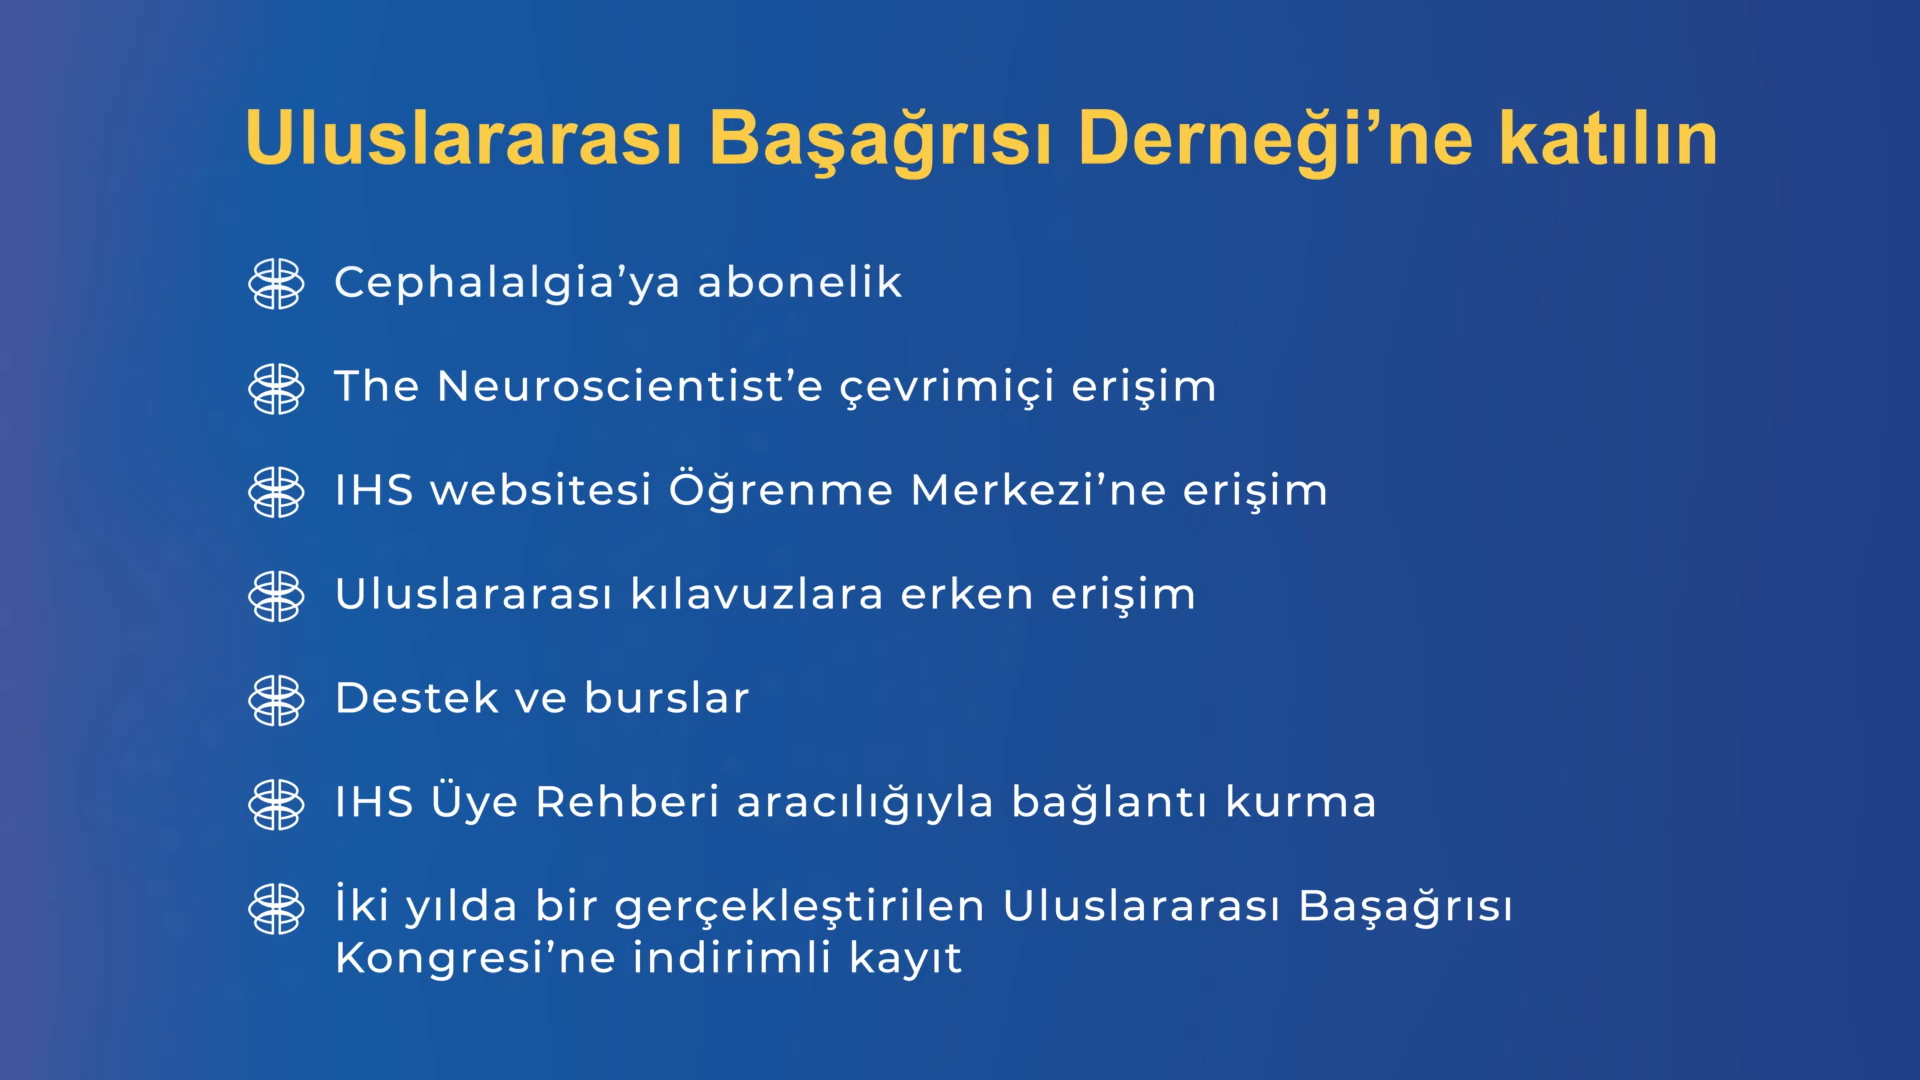 Uluslararası Başağrısı Derneği’ne katılın
Cephalalgia’ya abonelik
The Neuroscientist’e çevrimiçi erişim
IHS websitesi Öğrenme Merkezi’ne erişim
Uluslararası kılavuzlara erken erişim
Destek ve burslar
IHS Üye Rehberi aracılığıyla bağlantı kurma
İki yılda bir gerçekleştirilen Uluslararası Başağrısı
Kongresi’ne indirimli kayıt